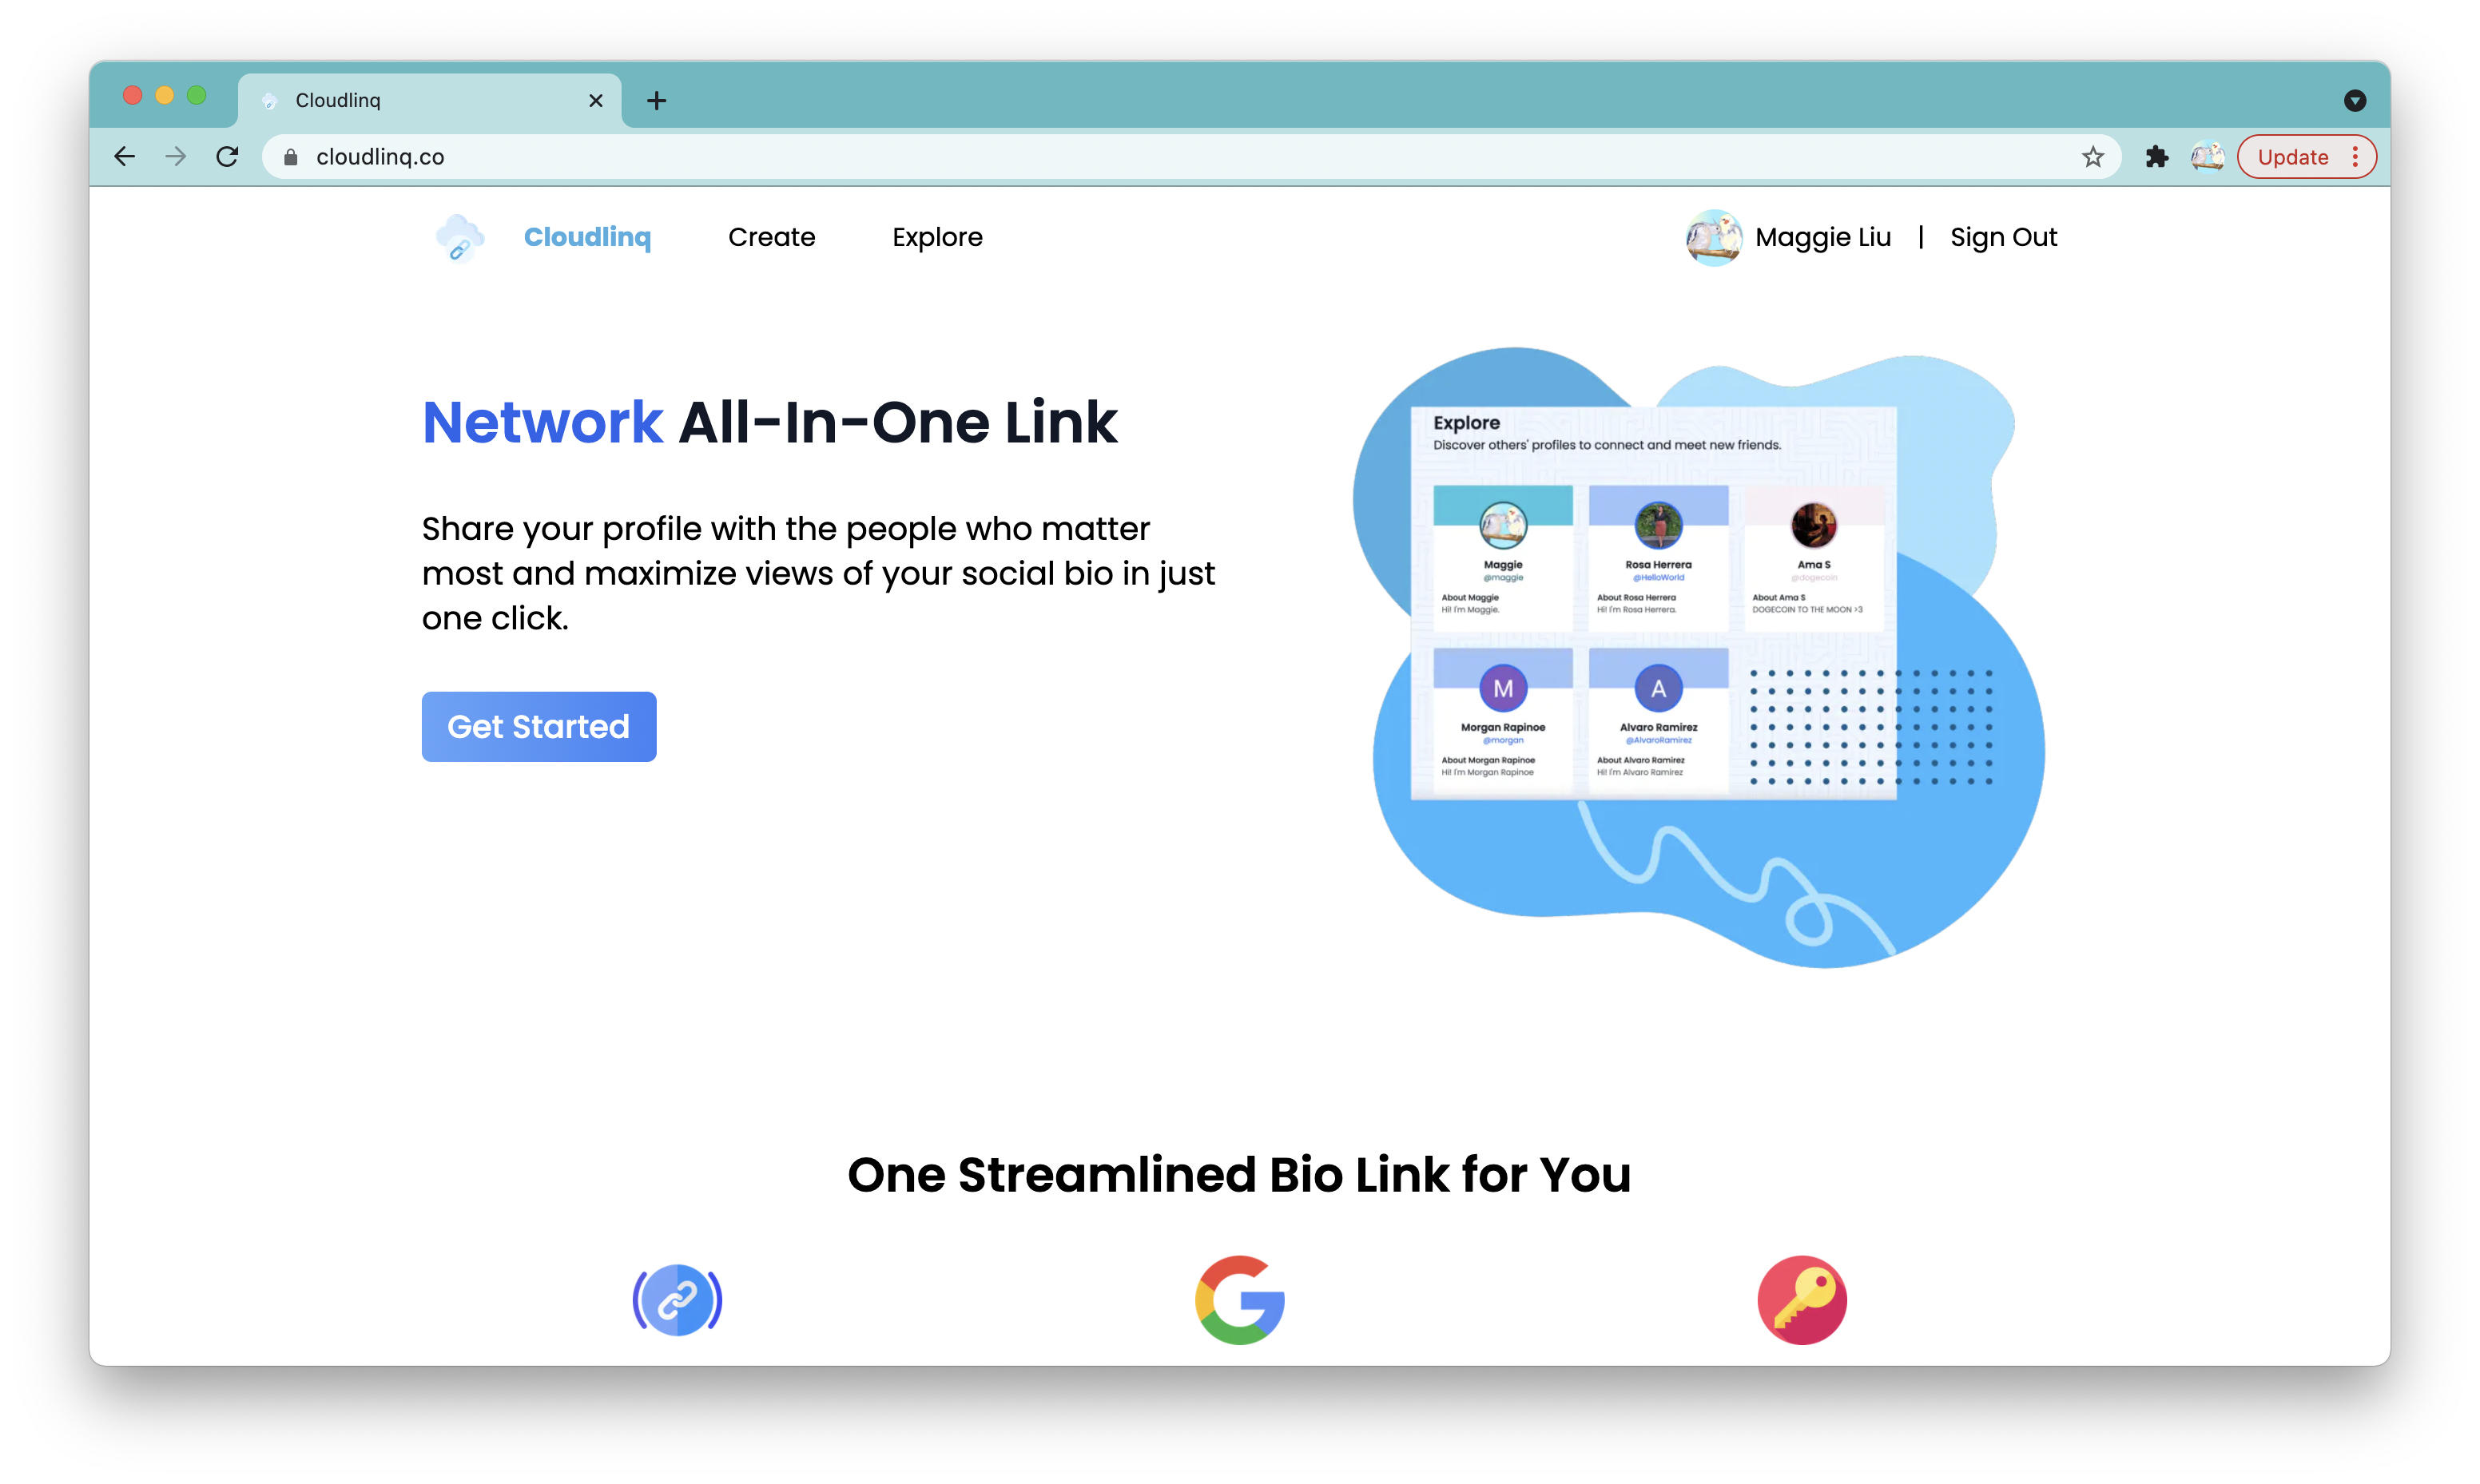 Cloudlinq
cloudlinq.co
Update
Cloudlinq
Create
Explore
Maggie Liu | Sign Out
Network All-In-One Link
Share your profile with the people who matter
most and maximize views of your social bio in just
one click.
Get Started
Explore
Discover others' profiles to connect and meet new friends.
Maggie
@maggie
About Maggie
Hi! I'm Maggie.
Rosa Herrera
@HelloWorld
About Rosa Herrera
Hi! I'm Rosa Herrera.
Ama S
@dogecoin
About Ama S
DOGECOIN TO THE MOON >3
M
Morgan Rapinoe
@morgan
About Morgan Rapinoe
Hi! I'm Morgan Rapinoe
A
Alvaro Ramirez
@AlvaroRamirez
About Alvaro Ramirez
Hi! I'm Alvaro Ramirez
One Streamlined Bio Link for You